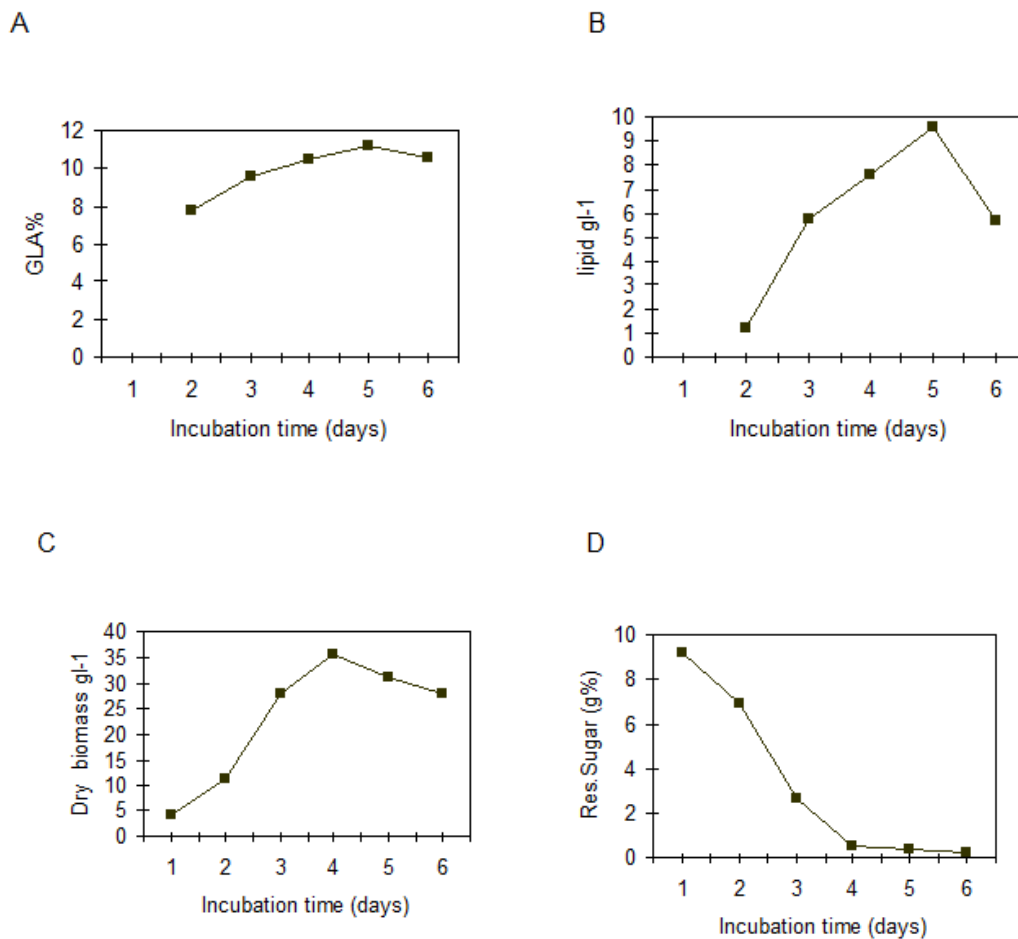 A
12
10
8
6
4
2
0
GLA%
1 2 3 4 5 6
Incubation time (days)
B
10
9
8
7
6
5
4
3
2
1
0
lipid gl-1
1 2 3 4 5 6
Incubation time (days)
C
40
35
30
25
20
15
10
5
0
Dry biomass gl-1
1 2 3 4 5 6
Incubation time (days)
D
10
8
6
4
2
0
Res.Sugar (g%)
1 2 3 4 5 6
Incubation time (days)